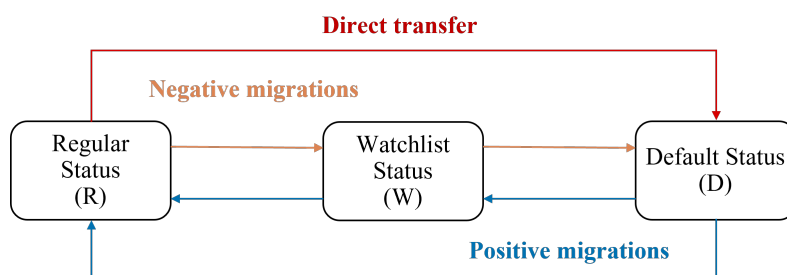 Direct transfer
Negative migrations
Regular
Status
(R)
Watchlist
Status
(W)
Default Status
(D)
Positive migrations